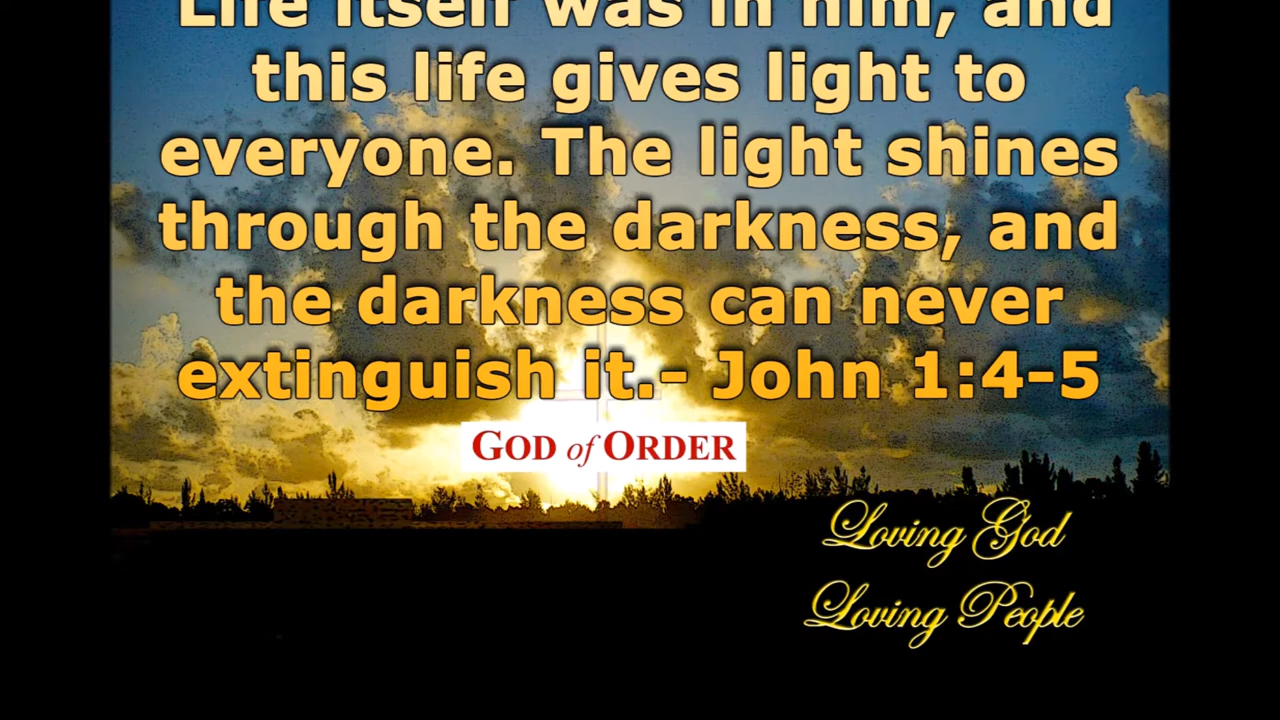 Life itself was in him, and
this life gives light to
everyone. The light shines
through the darkness, and
the darkness can never
extinguish it.- John 1:4-5
GOD of ORDER
Loving God
Loving People